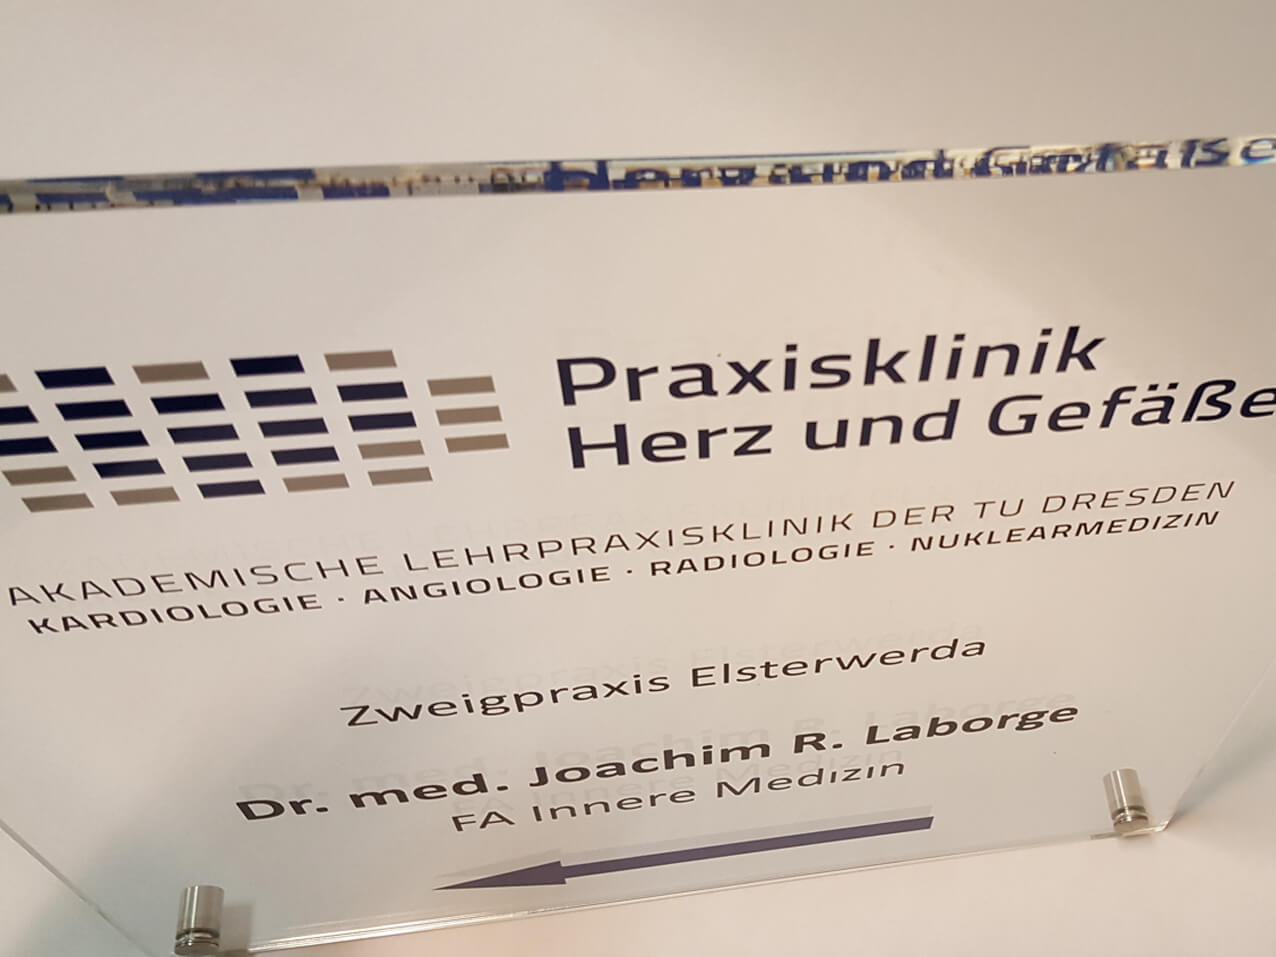 Praxisklinik
Herz und Gefäße
AKADEMISCHE LEHRPRAXISKLINIK DER TU DRESDEN
KARDIOLOGIE · ANGIOLOGIE · RADIOLOGIE · NUKLEARMEDIZIN
Zweigpraxis Elsterwerda
Dr. med. Joachim R. Laborge
FA Innere Medizin